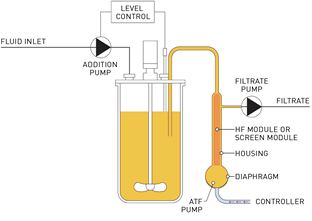 LEVEL
CONTROL
FLUID INLET
ADDITION
PUMP
FILTRATE
PUMP
FILTRATE
HF MODULE OR
SCREEN MODULE
HOUSING
DIAPHRAGM
ATF
PUMP
CONTROLLER